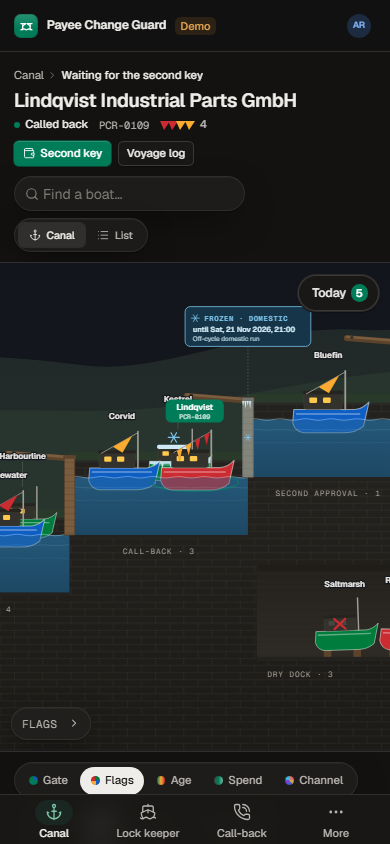 Payee Change Guard Demo AR
Canal > Waiting for the second key
Lindqvist Industrial Parts GmbH
Called back PCR-0109 4
Second key Voyage log
Find a boat…
Canal List
Today 5
FROZEN · DOMESTIC
until Sat, 21 Nov 2026, 21:00
Off-cycle domestic run
Bluefin
Kestrel
Lindqvist
PCR-0109
Corvid
Harbourline
ewater
SECOND APPROVAL · 1
CALL-BACK · 3
Saltmarsh
4
DRY DOCK · 3
FLAGS >
Gate Flags Age Spend Channel
Canal Lock keeper Call-back More